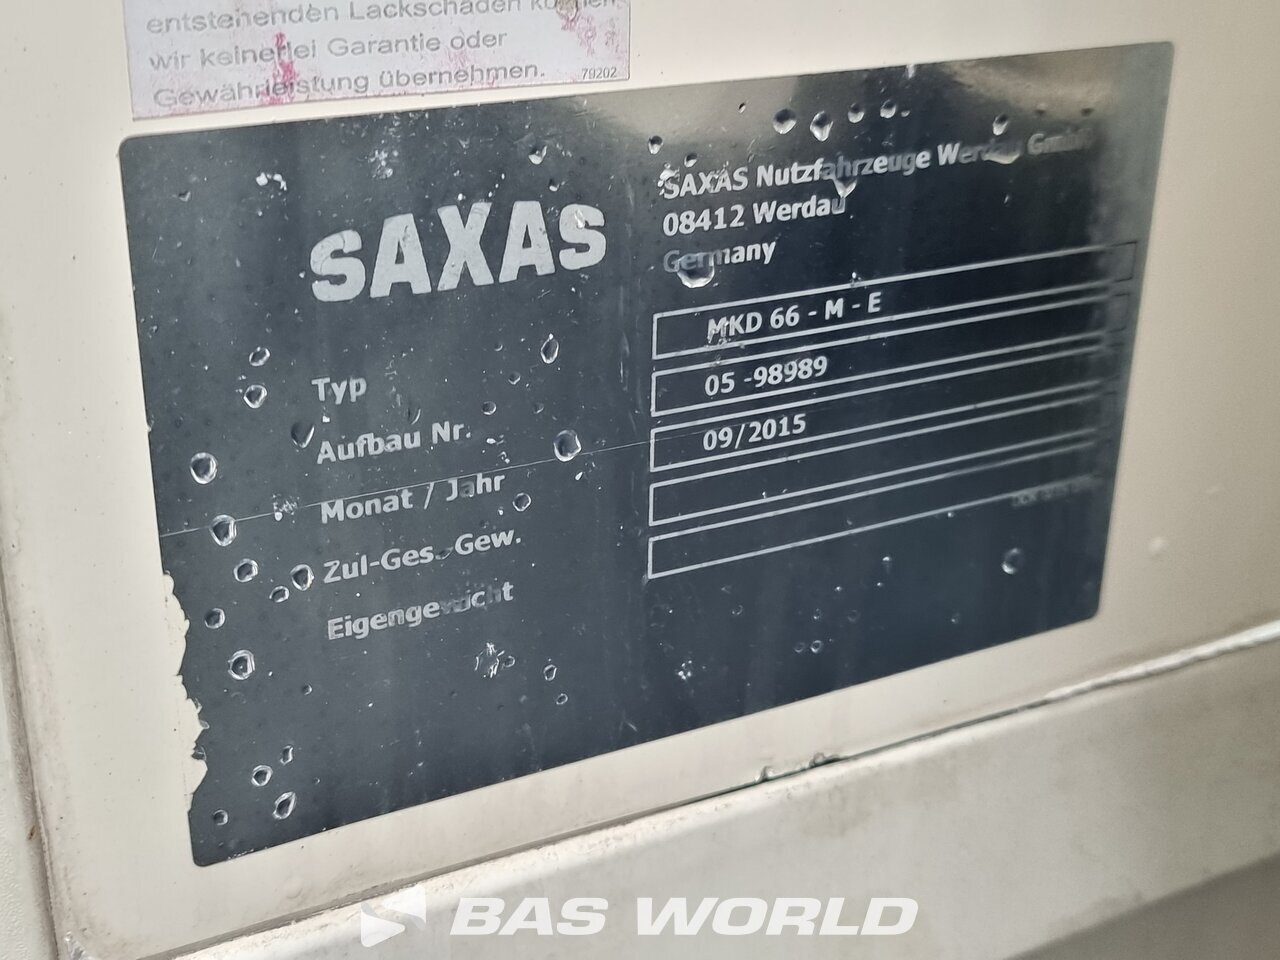 entstehenden Lackschäden können
wir keinerlei Garantie oder
Gewährleistung übernehmen.
79202
SAXAS
SAXAS Nutzfahrzeuge Werdau GmbH
08412 Werdau
Germany
Typ MKD 66 - M - E
Aufbau Nr. 05 -98989
Monat / Jahr 09/2015
Zul-Ges. Gew.
Eigengewicht
BAS WORLD